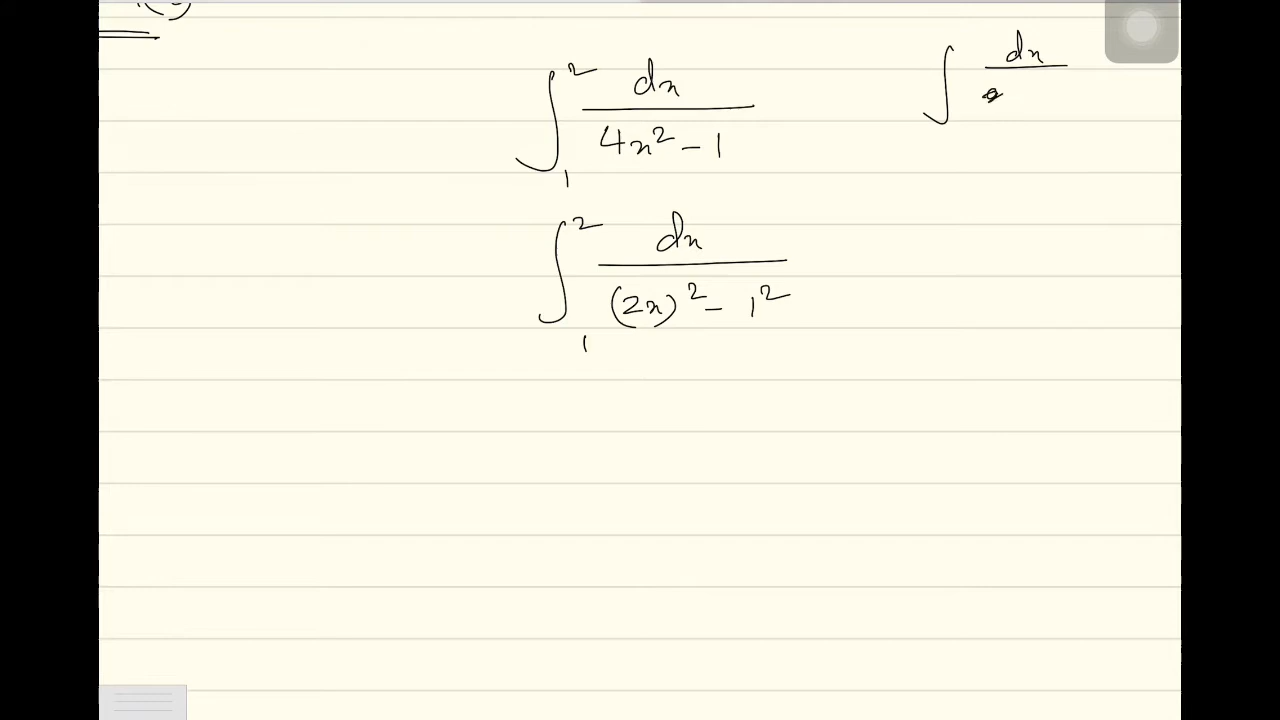 ∫₁² dx / (4x² − 1)
∫ dx /
∫₁² dx / ((2x)² − 1²)